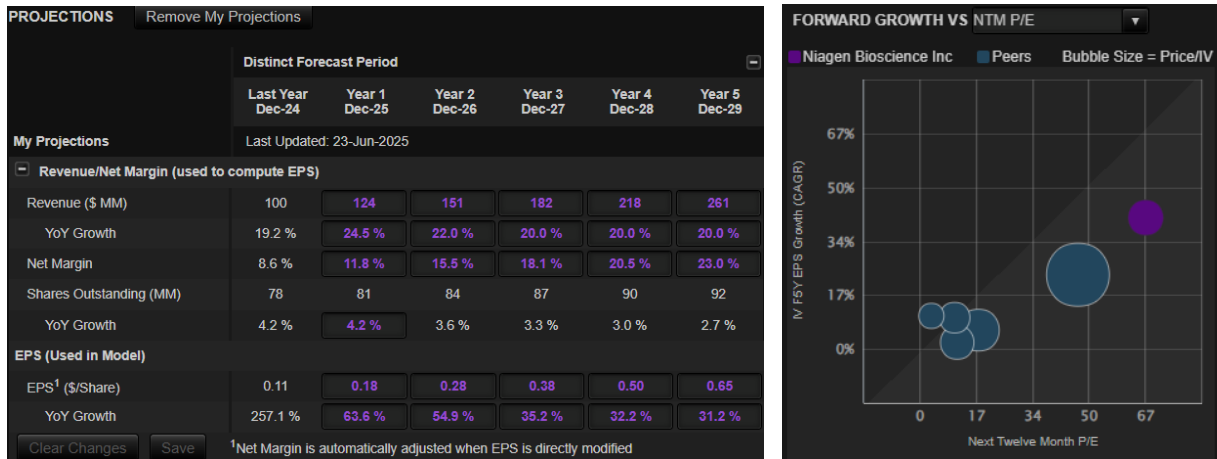 PROJECTIONS Remove My Projections
Distinct Forecast Period
Last Year Year 1 Year 2 Year 3 Year 4 Year 5
Dec-24 Dec-25 Dec-26 Dec-27 Dec-28 Dec-29
My Projections Last Updated: 23-Jun-2025
Revenue/Net Margin (used to compute EPS)
Revenue ($ MM) 100 124 151 182 218 261
YoY Growth 19.2 % 24.5 % 22.0 % 20.0 % 20.0 % 20.0 %
Net Margin 8.6 % 11.8 % 15.5 % 18.1 % 20.5 % 23.0 %
Shares Outstanding (MM) 78 81 84 87 90 92
YoY Growth 4.2 % 4.2 % 3.6 % 3.3 % 3.0 % 2.7 %
EPS (Used in Model)
EPS¹ ($/Share) 0.11 0.18 0.28 0.38 0.50 0.65
YoY Growth 257.1 % 63.6 % 54.9 % 35.2 % 32.2 % 31.2 %
Clear Changes Save ¹Net Margin is automatically adjusted when EPS is directly modified
FORWARD GROWTH VS NTM P/E
Niagen Bioscience Inc Peers Bubble Size = Price/IV
IV F5Y EPS Growth (CAGR)
67%
50%
34%
17%
0%
0 17 34 50 67
Next Twelve Month P/E